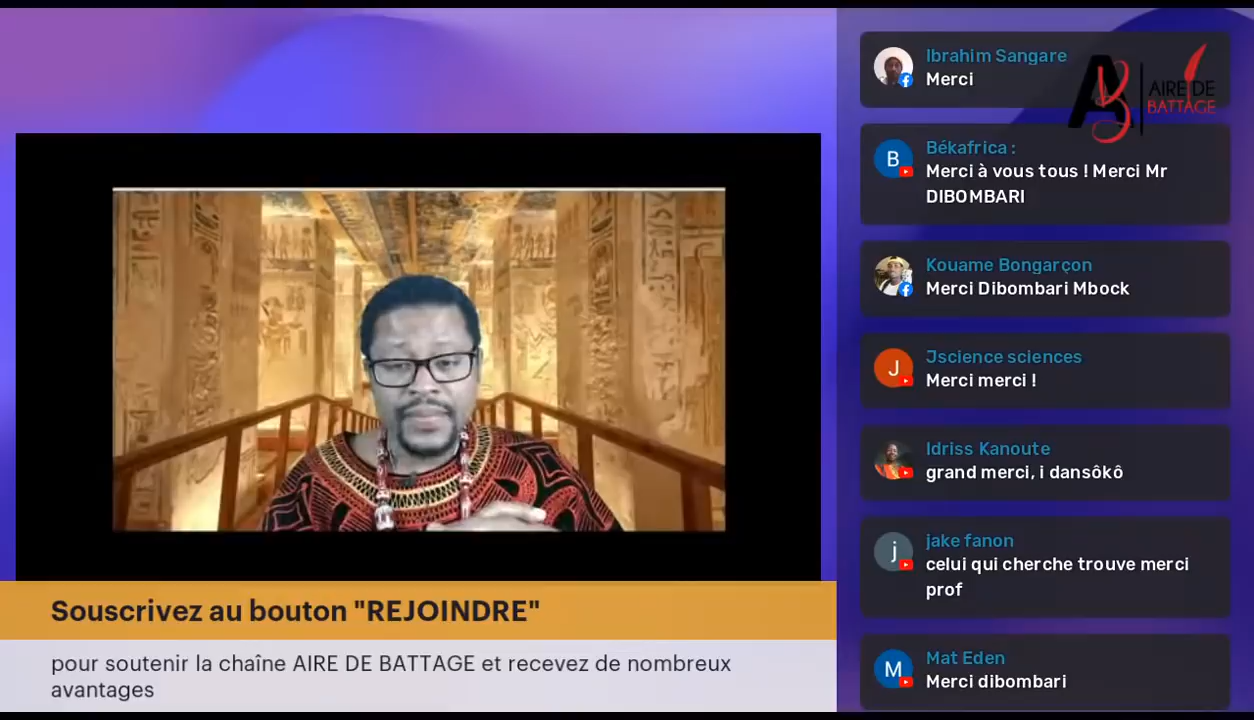 Souscrivez au bouton "REJOINDRE"
pour soutenir la chaîne AIRE DE BATTAGE et recevez de nombreux
avantages
Ibrahim Sangare
Merci
AB
AIRE DE
BATTAGE
B
Békafrica :
Merci à vous tous ! Merci Mr
DIBOMBARI
Kouame Bongarçon
Merci Dibombari Mbock
J
Jscience sciences
Merci merci !
Idriss Kanoute
grand merci, i dansôkô
j
jake fanon
celui qui cherche trouve merci
prof
M
Mat Eden
Merci dibombari